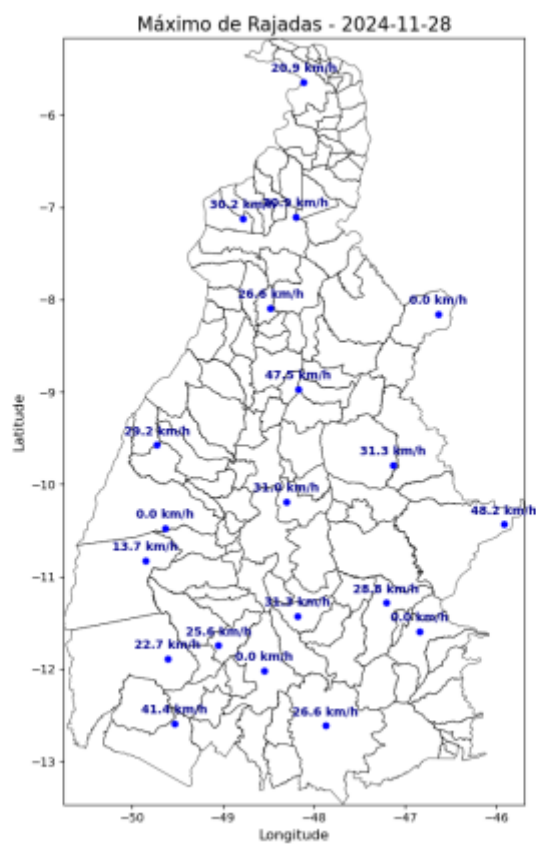 Máximo de Rajadas - 2024-11-28
20.9 km/h
30.2 km/h
km/h
26.6 km/h
0.0 km/h
47.5 km/h
29.2 km/h
31.3 km/h
31.0 km/h
48.2 km/h
0.0 km/h
13.7 km/h
28.8 km/h
31.3 km/h
0.0 km/h
25.6 km/h
22.7 km/h
0.0 km/h
41.4 km/h
26.6 km/h
−6
−7
−8
−9
−10
−11
−12
−13
Latitude
−50
−49
−48
−47
−46
Longitude